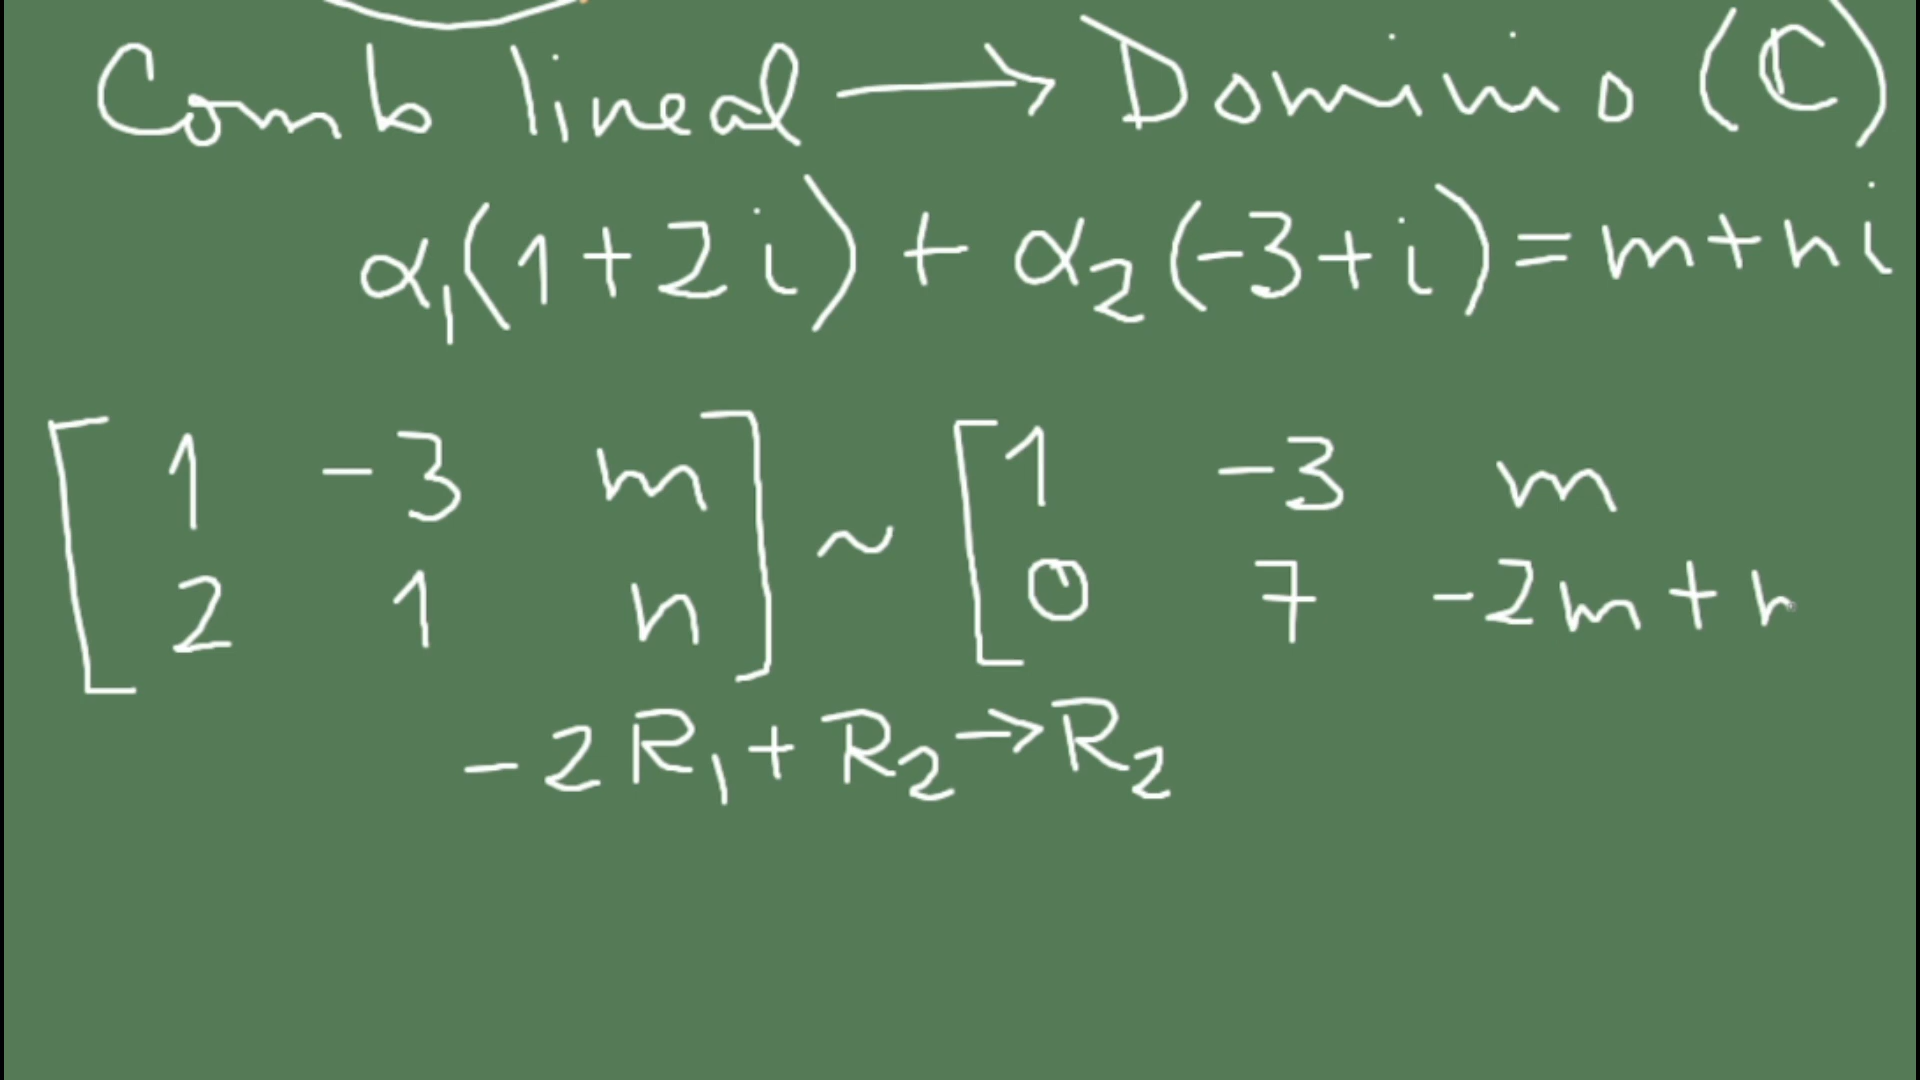 Comb lineal → Dominio (C)
α₁(1+2i) + α₂(-3+i) = m+ni
[ 1 -3 m ] ~ [ 1 -3 m
[ 2 1 n ] [ 0 7 -2m+n
-2R₁+R₂→R₂